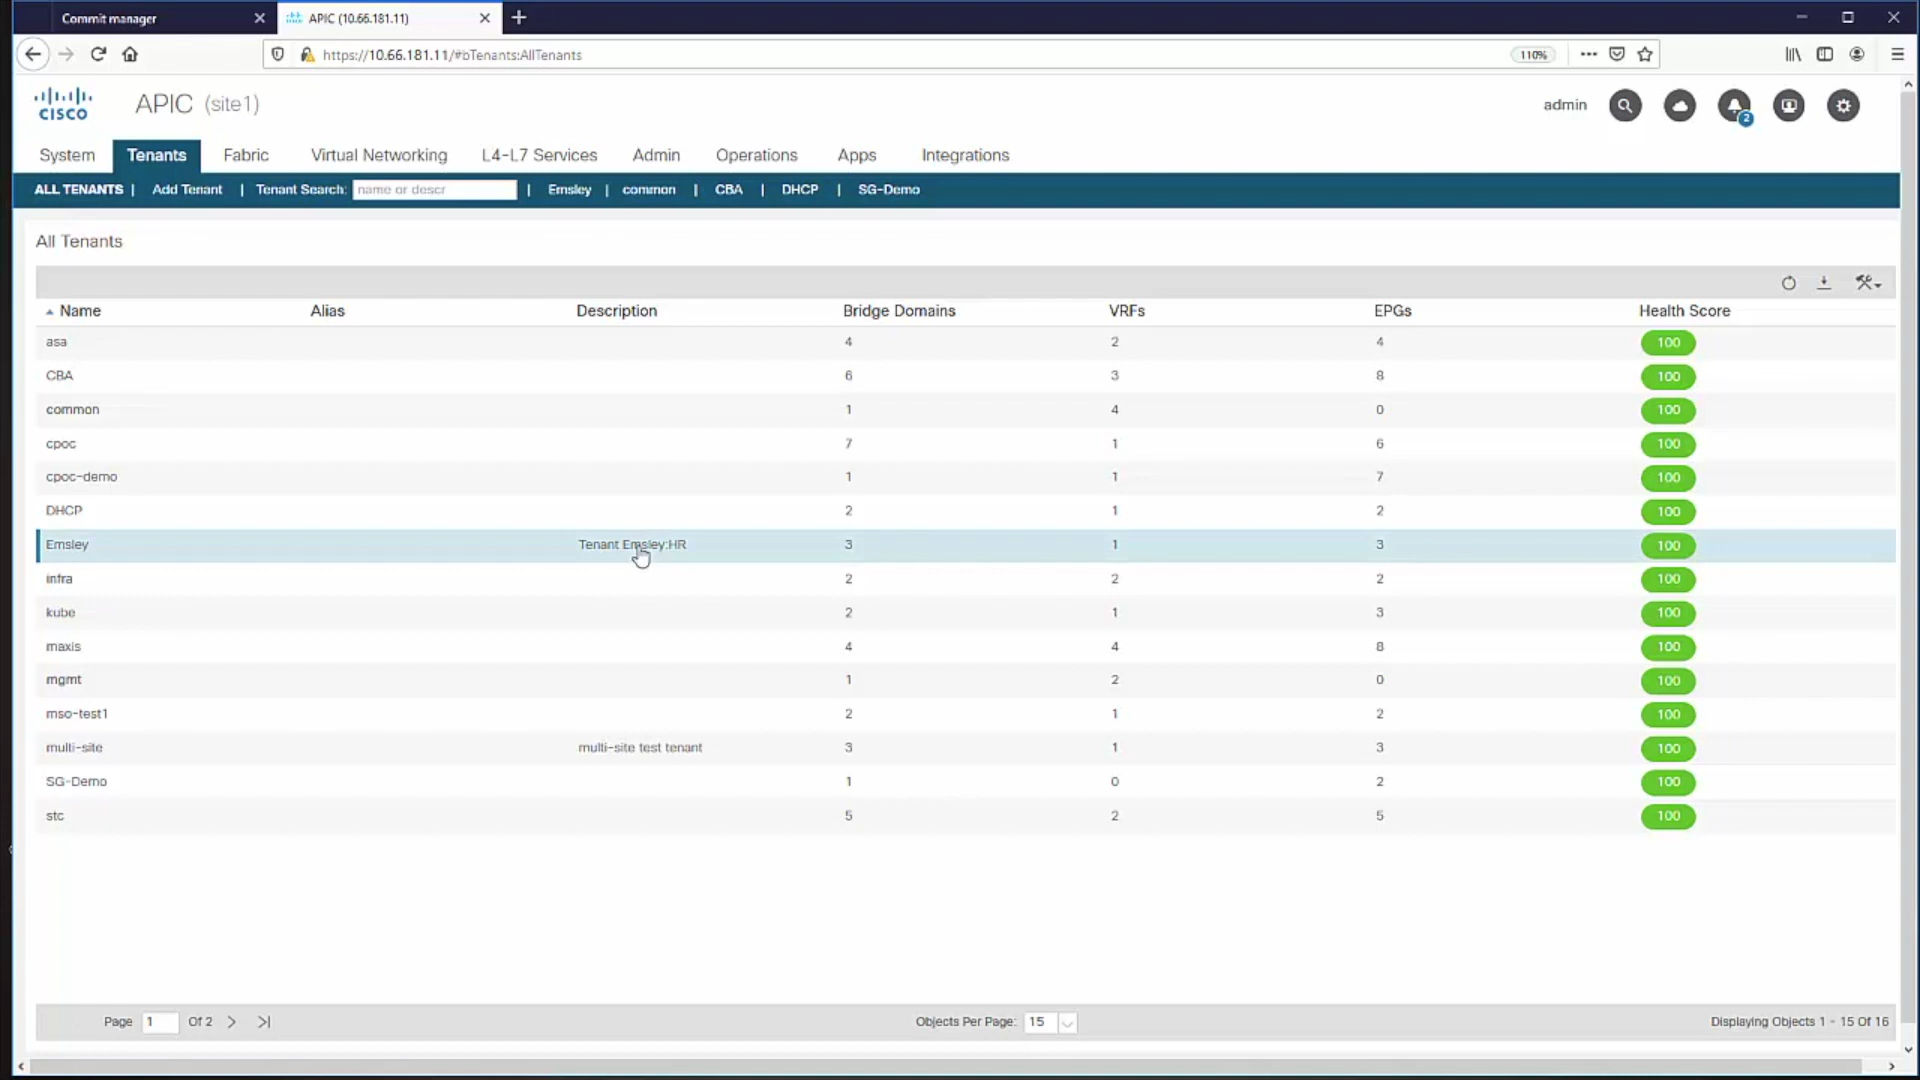 Commit manager
APIC (10.66.181.11)
https://10.66.181.11/#bTenants:AllTenants
110%
CISCO
APIC (site1)
admin
2
System Tenants Fabric Virtual Networking L4-L7 Services Admin Operations Apps Integrations
ALL TENANTS | Add Tenant | Tenant Search: name or descr | Emsley | common | CBA | DHCP | SG-Demo
All Tenants
Name Alias Description Bridge Domains VRFs EPGs Health Score
asa 4 2 4 100
CBA 6 3 8 100
common 1 4 0 100
cpoc 7 1 6 100
cpoc-demo 1 1 7 100
DHCP 2 1 2 100
Emsley Tenant Emsley:HR 3 1 3 100
infra 2 2 2 100
kube 2 1 3 100
maxis 4 4 8 100
mgmt 1 2 0 100
mso-test1 2 1 2 100
multi-site multi-site test tenant 3 1 3 100
SG-Demo 1 0 2 100
stc 5 2 5 100
Page 1 Of 2 Objects Per Page: 15 Displaying Objects 1 - 15 Of 16